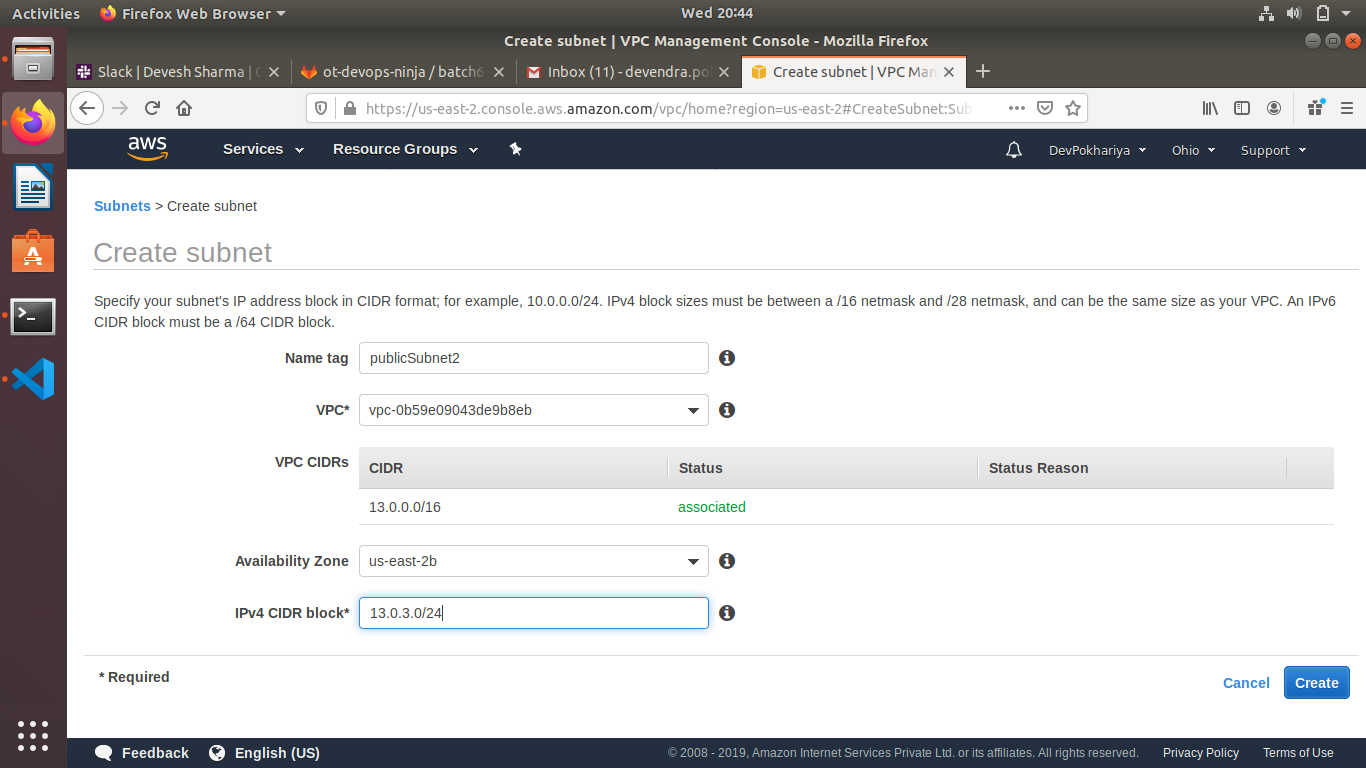 Activities
Firefox Web Browser
Wed 20:44
Create subnet | VPC Management Console - Mozilla Firefox
Slack | Devesh Sharma |
ot-devops-ninja / batch6
Inbox (11) - devendra.po
Create subnet | VPC Man
https://us-east-2.console.aws.amazon.com/vpc/home?region=us-east-2#CreateSubnet:Sub
aws
Services
Resource Groups
DevPokhariya
Ohio
Support
Subnets > Create subnet
Create subnet
Specify your subnet's IP address block in CIDR format; for example, 10.0.0.0/24. IPv4 block sizes must be between a /16 netmask and /28 netmask, and can be the same size as your VPC. An IPv6
CIDR block must be a /64 CIDR block.
Name tag
publicSubnet2
VPC*
vpc-0b59e09043de9b8eb
VPC CIDRs
CIDR
Status
Status Reason
13.0.0.0/16
associated
Availability Zone
us-east-2b
IPv4 CIDR block*
13.0.3.0/24
* Required
Cancel
Create
Feedback
English (US)
© 2008 - 2019, Amazon Internet Services Private Ltd. or its affiliates. All rights reserved.
Privacy Policy
Terms of Use